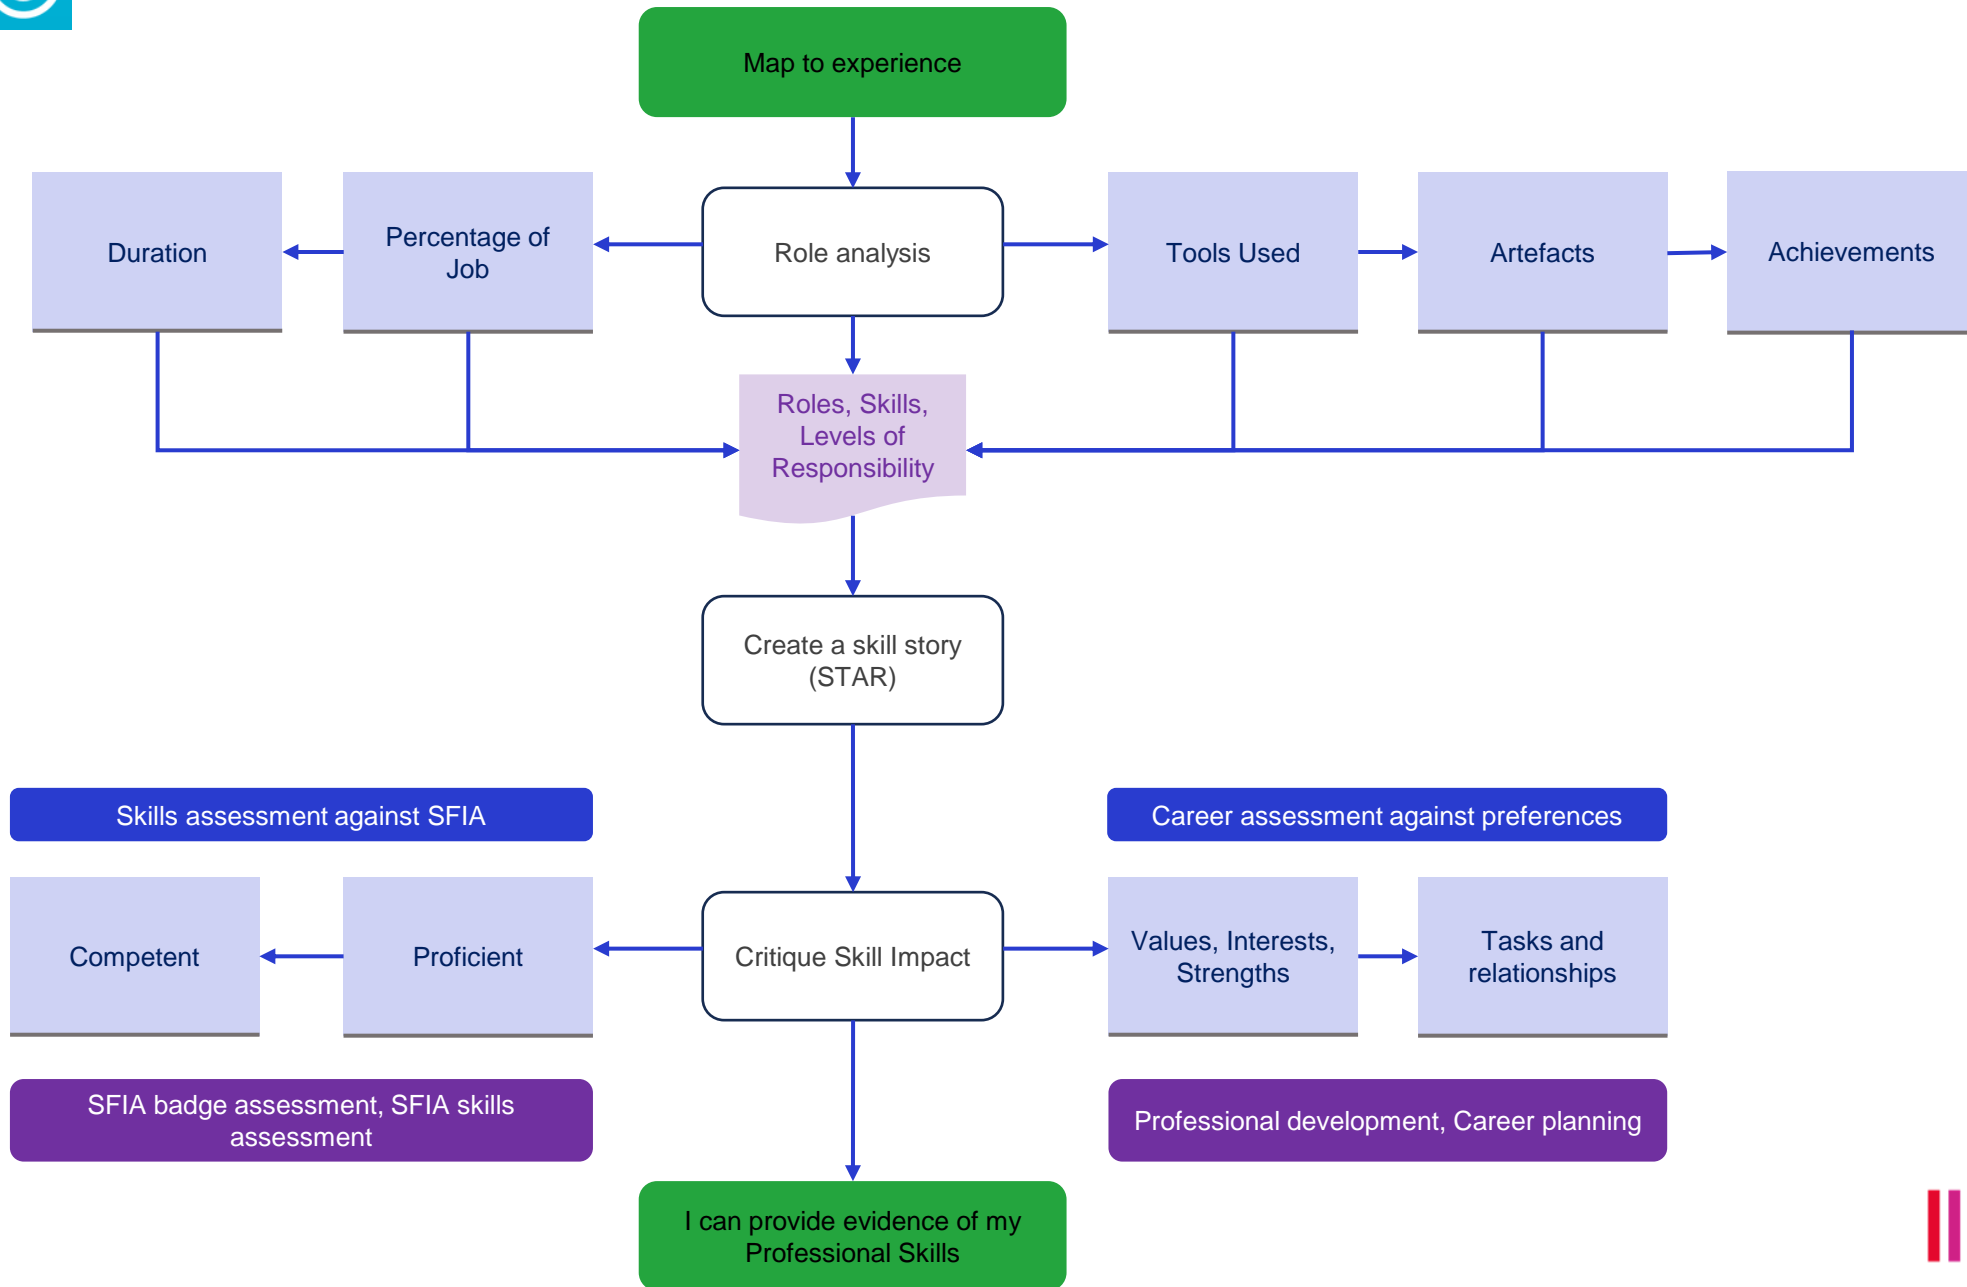 Map to experience
Duration
Percentage of
Job
Role analysis
Tools Used
Artefacts
Achievements
Roles, Skills,
Levels of
Responsibility
Create a skill story
(STAR)
Skills assessment against SFIA
Career assessment against preferences
Competent
Proficient
Critique Skill Impact
Values, Interests,
Strengths
Tasks and
relationships
SFIA badge assessment, SFIA skills
assessment
Professional development, Career planning
I can provide evidence of my
Professional Skills